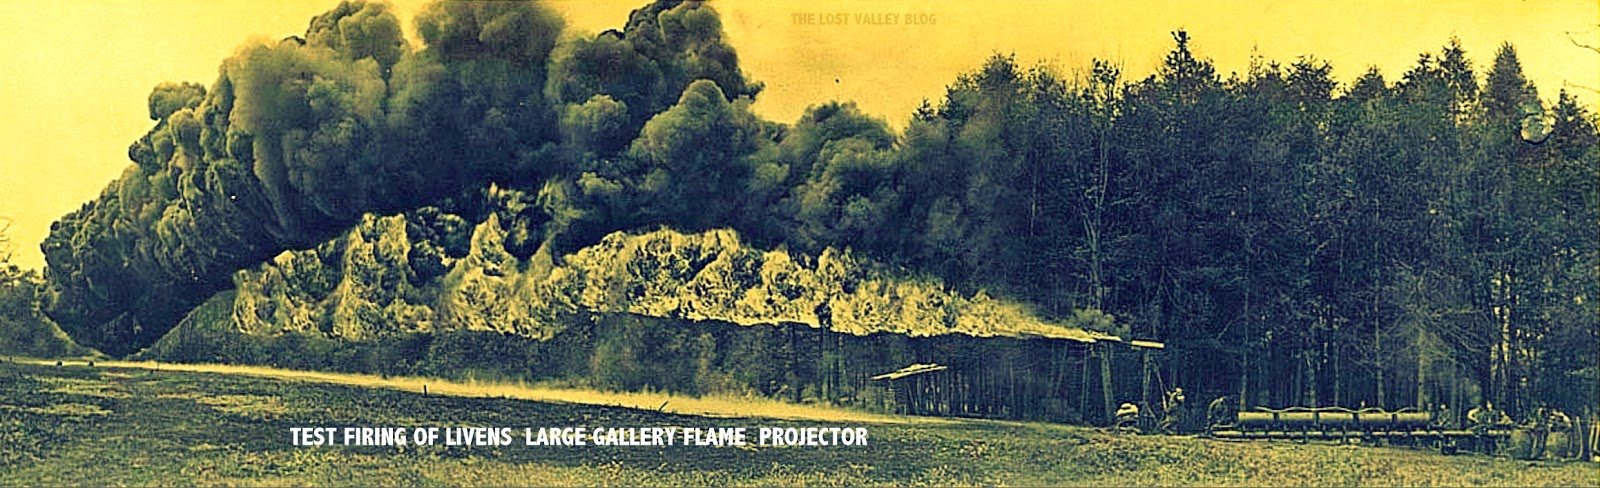 THE LOST VALLEY BLOG
TEST FIRING OF LIVENS LARGE GALLERY FLAME PROJECTOR